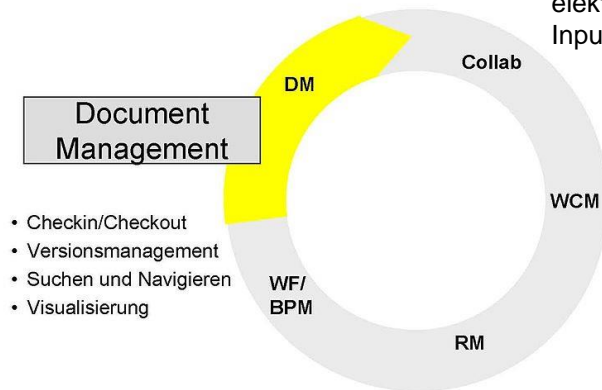 DM
Collab
Document
Management
WCM
• Checkin/Checkout
• Versionsmanagement
• Suchen und Navigieren
• Visualisierung
WF/
BPM
RM